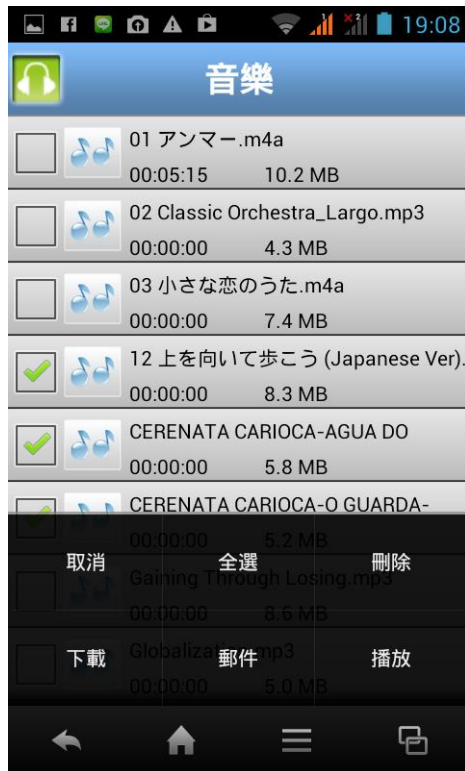 19:08
音樂
01 アンマー.m4a
00:05:15 10.2 MB
02 Classic Orchestra_Largo.mp3
00:00:00 4.3 MB
03 小さな恋のうた.m4a
00:00:00 7.4 MB
12 上を向いて歩こう (Japanese Ver).
00:00:00 8.3 MB
CERENATA CARIOCA-AGUA DO
00:00:00 5.8 MB
CERENATA CARIOCA-O GUARDA-
00:00:00 5.2 MB
取消 全選 刪除
Gaining Through Losing.mp3
00:00:00 8.6 MB
下載 郵件 播放
00:00:00 5.0 MB